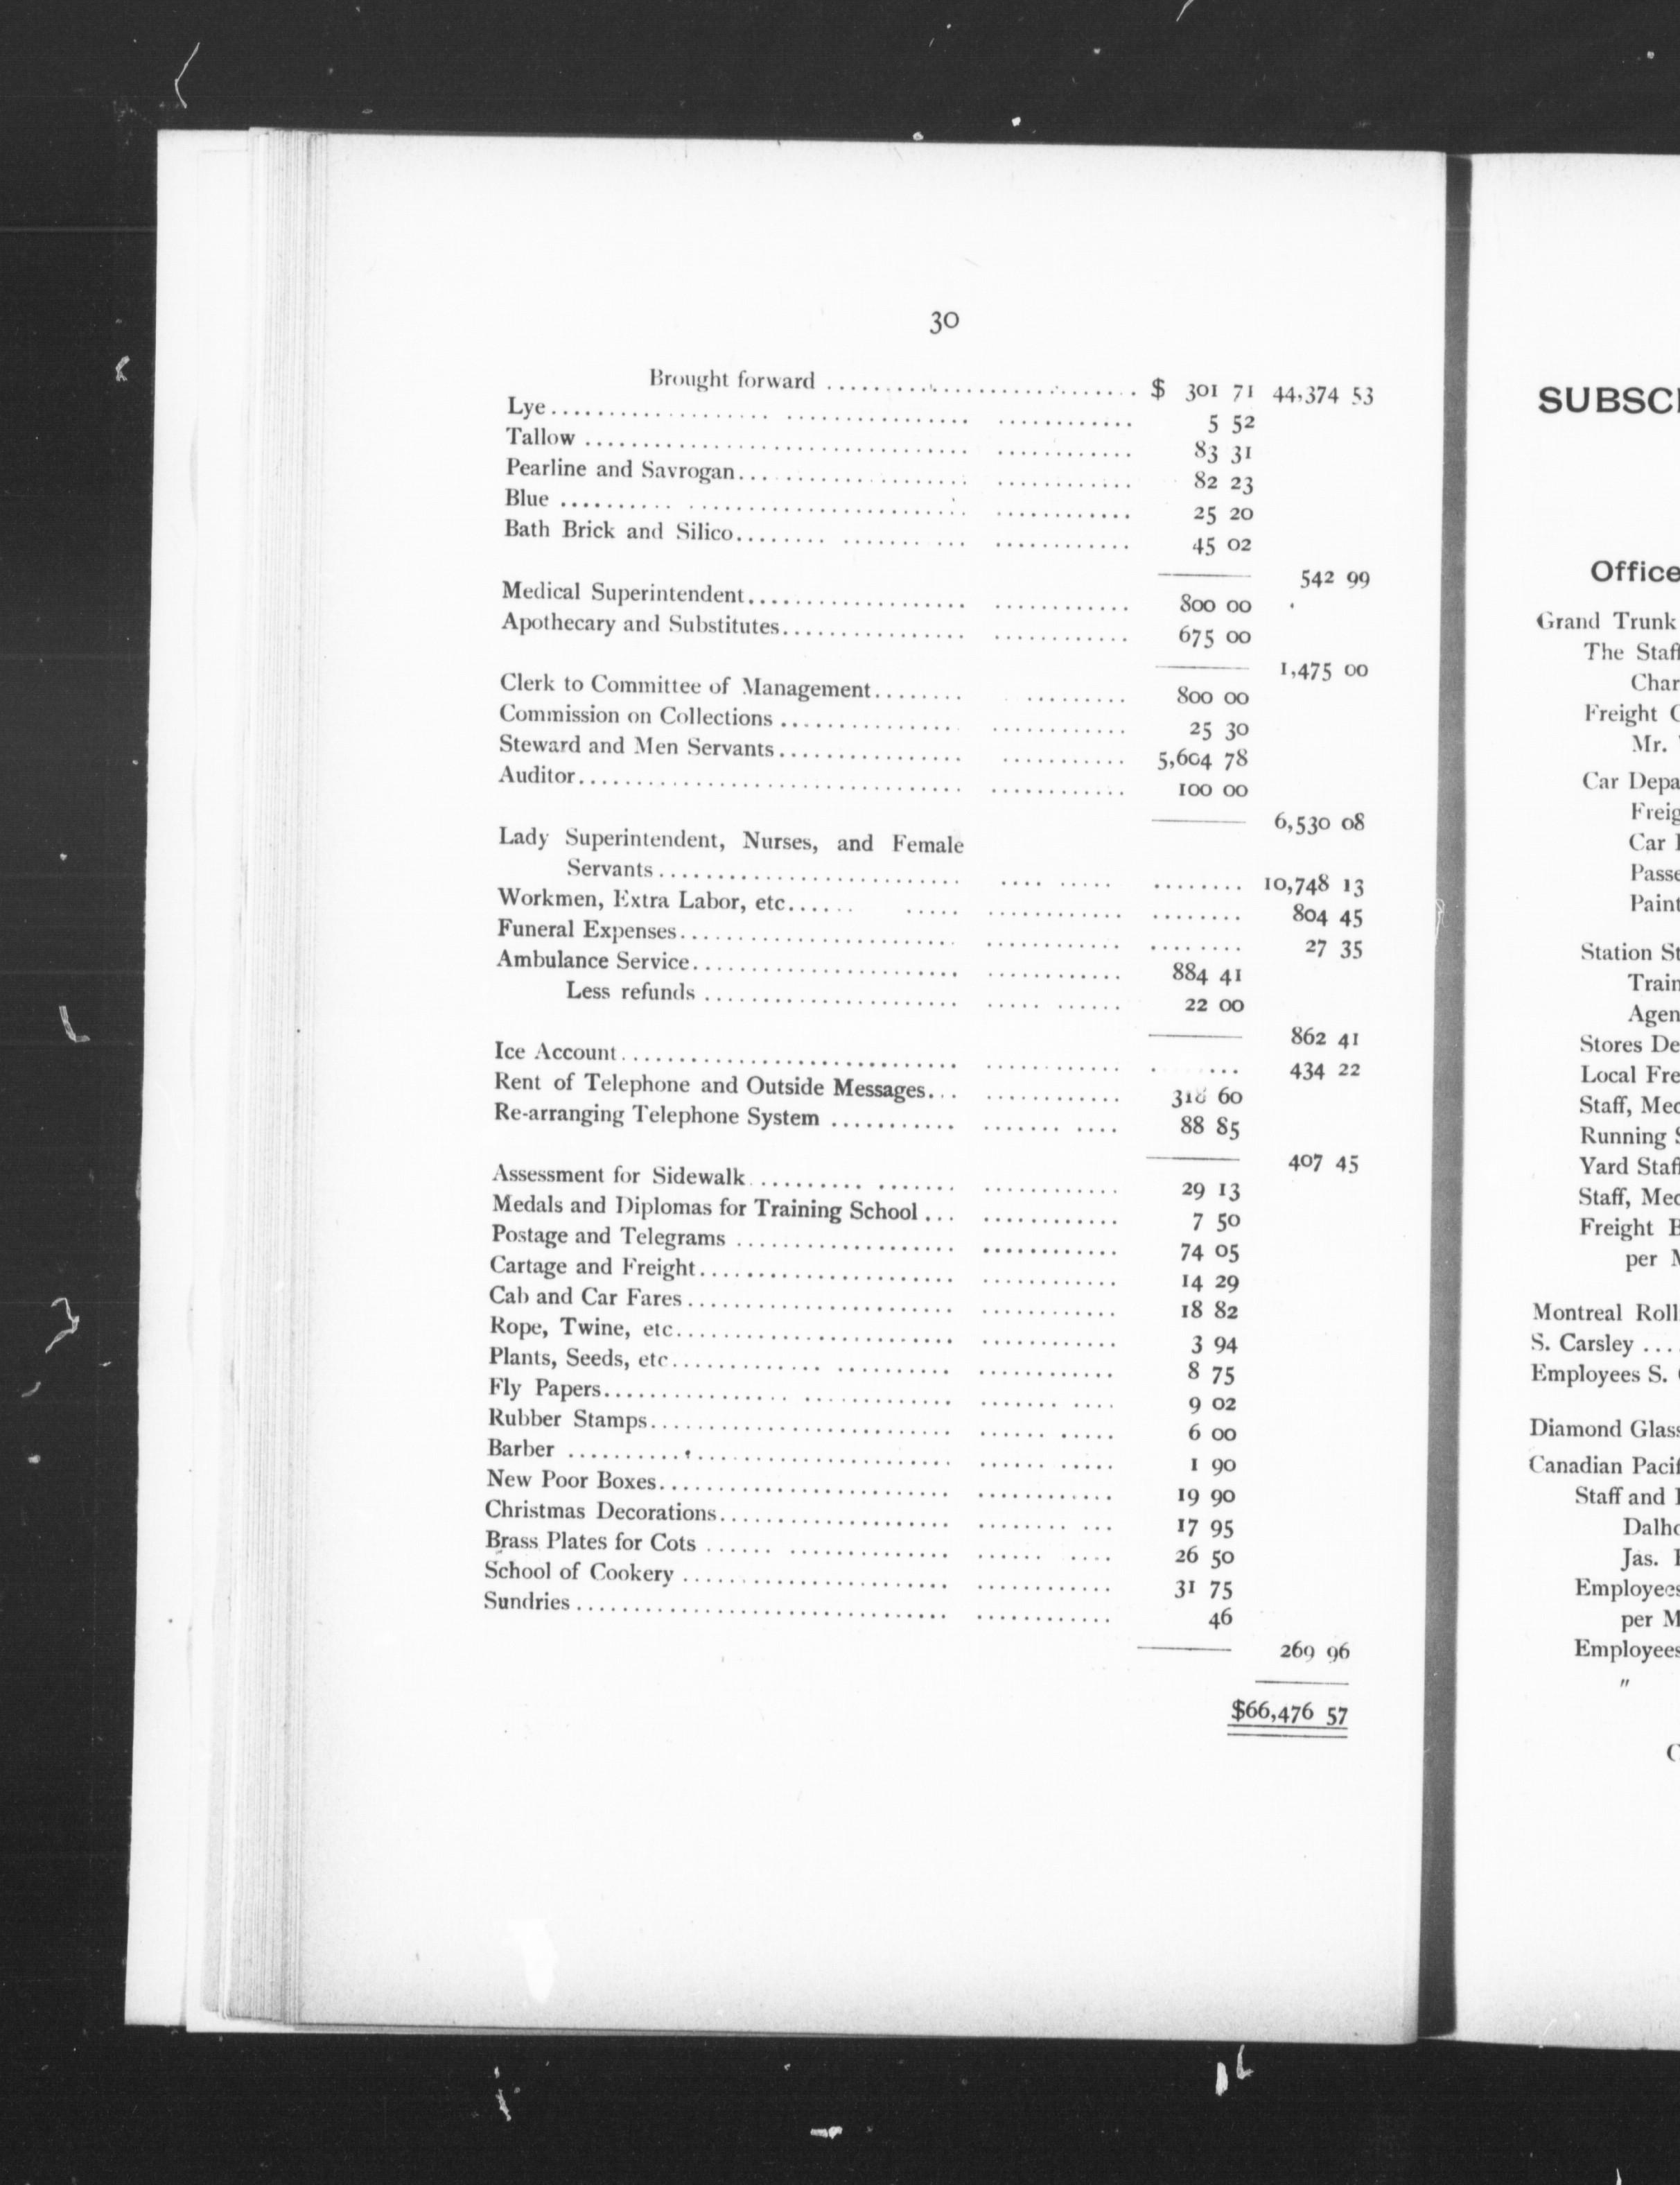 30
Brought forward .......... $ 301 71 44,374 53
Lye .......... 5 52
Tallow .......... 83 31
Pearline and Savrogan .......... 82 23
Blue .......... 25 20
Bath Brick and Silico .......... 45 02
542 99
Medical Superintendent .......... 800 00
Apothecary and Substitutes .......... 675 00
1,475 00
Clerk to Committee of Management .......... 800 00
Commission on Collections .......... 25 30
Steward and Men Servants .......... 5,604 78
Auditor .......... 100 00
6,530 08
Lady Superintendent, Nurses, and Female
Servants .......... 10,748 13
Workmen, Extra Labor, etc .......... 804 45
Funeral Expenses .......... 27 35
Ambulance Service .......... 884 41
Less refunds .......... 22 00
862 41
Ice Account .......... 434 22
Rent of Telephone and Outside Messages .......... 318 60
Re-arranging Telephone System .......... 88 85
407 45
Assessment for Sidewalk .......... 29 13
Medals and Diplomas for Training School .......... 7 50
Postage and Telegrams .......... 74 05
Cartage and Freight .......... 14 29
Cab and Car Fares .......... 18 82
Rope, Twine, etc .......... 3 94
Plants, Seeds, etc .......... 8 75
Fly Papers .......... 9 02
Rubber Stamps .......... 6 00
Barber .......... 1 90
New Poor Boxes .......... 19 90
Christmas Decorations .......... 17 95
Brass Plates for Cots .......... 26 50
School of Cookery .......... 31 75
Sundries .......... 46
269 96
$66,476 57
SUBSC
Office
Grand Trunk
The Staff
Char
Freight
Mr.
Car Depa
Freig
Car
Passe
Paint
Station St
Train
Agen
Stores De
Local Fre
Staff, Mec
Running
Yard Staff
Staff, Mec
Freight
per
Montreal Roll
S. Carsley ....
Employees S.
Diamond Glass
Canadian Pacif
Staff and
Dalho
Jas.
Employees
per M
Employees
"